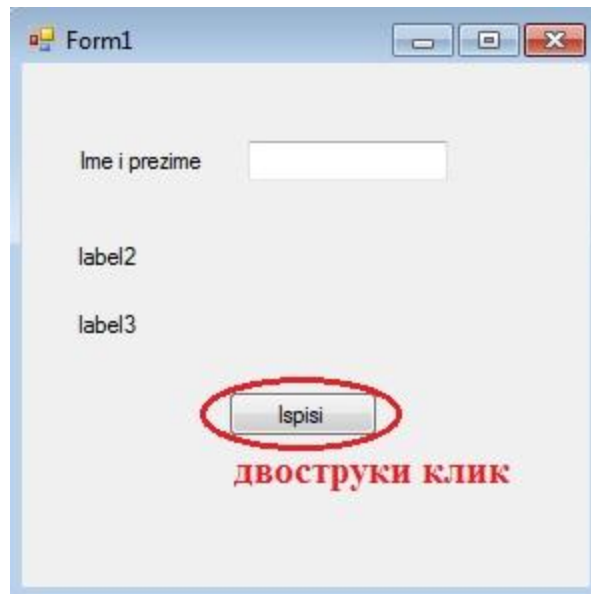 Form1
Ime i prezime
label2
label3
Ispisi
двоструки клик